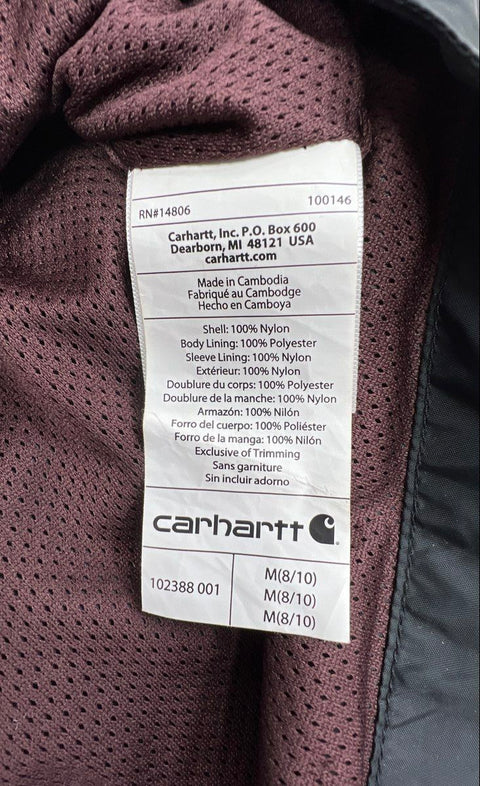 RN#14806 100146
Carhartt, Inc. P.O. Box 600
Dearborn, MI 48121 USA
carhartt.com
Made in Cambodia
Fabriqué au Cambodge
Hecho en Camboya
Shell: 100% Nylon
Body Lining: 100% Polyester
Sleeve Lining: 100% Nylon
Extérieur: 100% Nylon
Doublure du corps: 100% Polyester
Doublure de la manche: 100% Nylon
Armazón: 100% Nilón
Forro del cuerpo: 100% Poliéster
Forro de la manga: 100% Nilón
Exclusive of Trimming
Sans garniture
Sin incluir adorno
carhartt
102388 001
M(8/10)
M(8/10)
M(8/10)